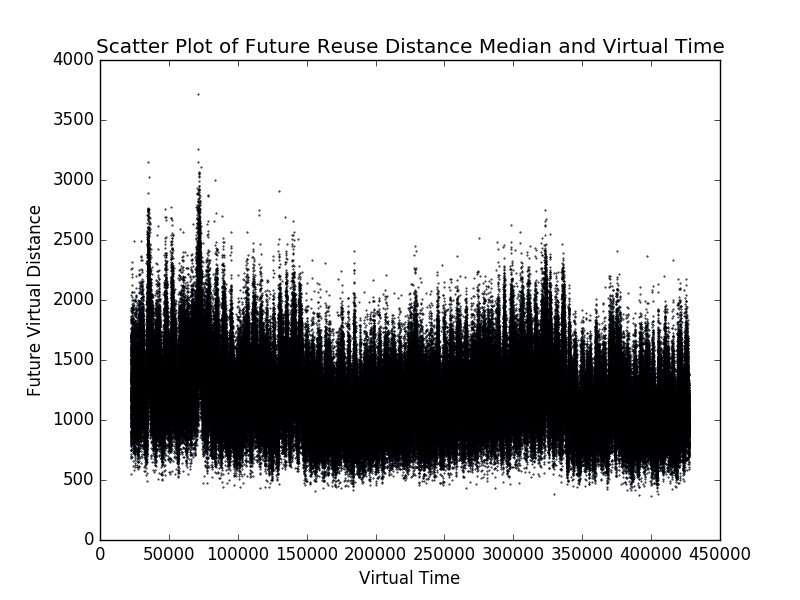 Scatter Plot of Future Reuse Distance Median and Virtual Time
4000
3500
3000
2500
2000
1500
1000
500
0
Future Virtual Distance
0 50000 100000 150000 200000 250000 300000 350000 400000 450000
Virtual Time